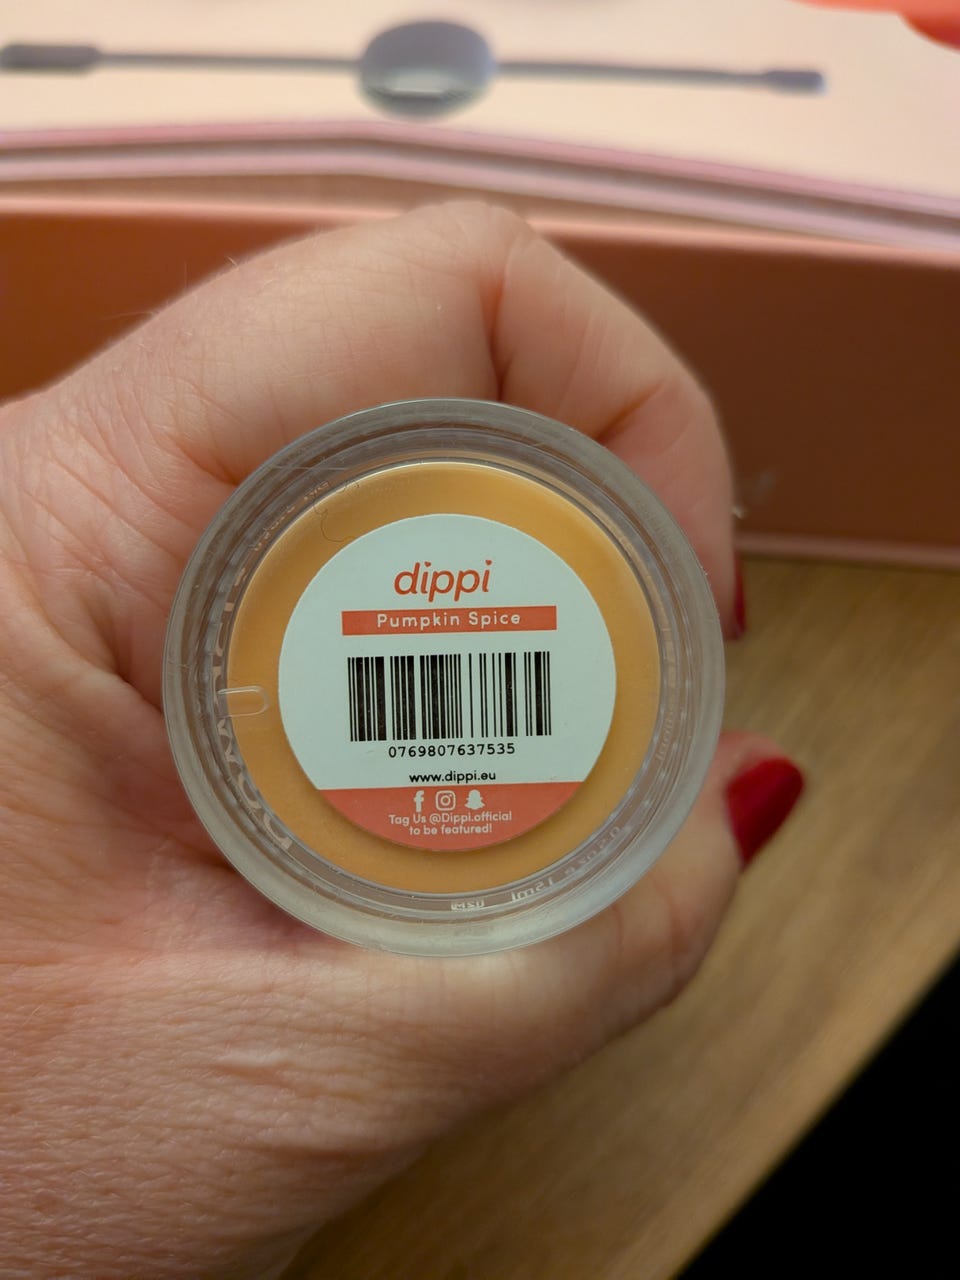 dippi
Pumpkin Spice
0769807637535
www.dippi.eu
Tag Us @Dippi.official
to be featured!